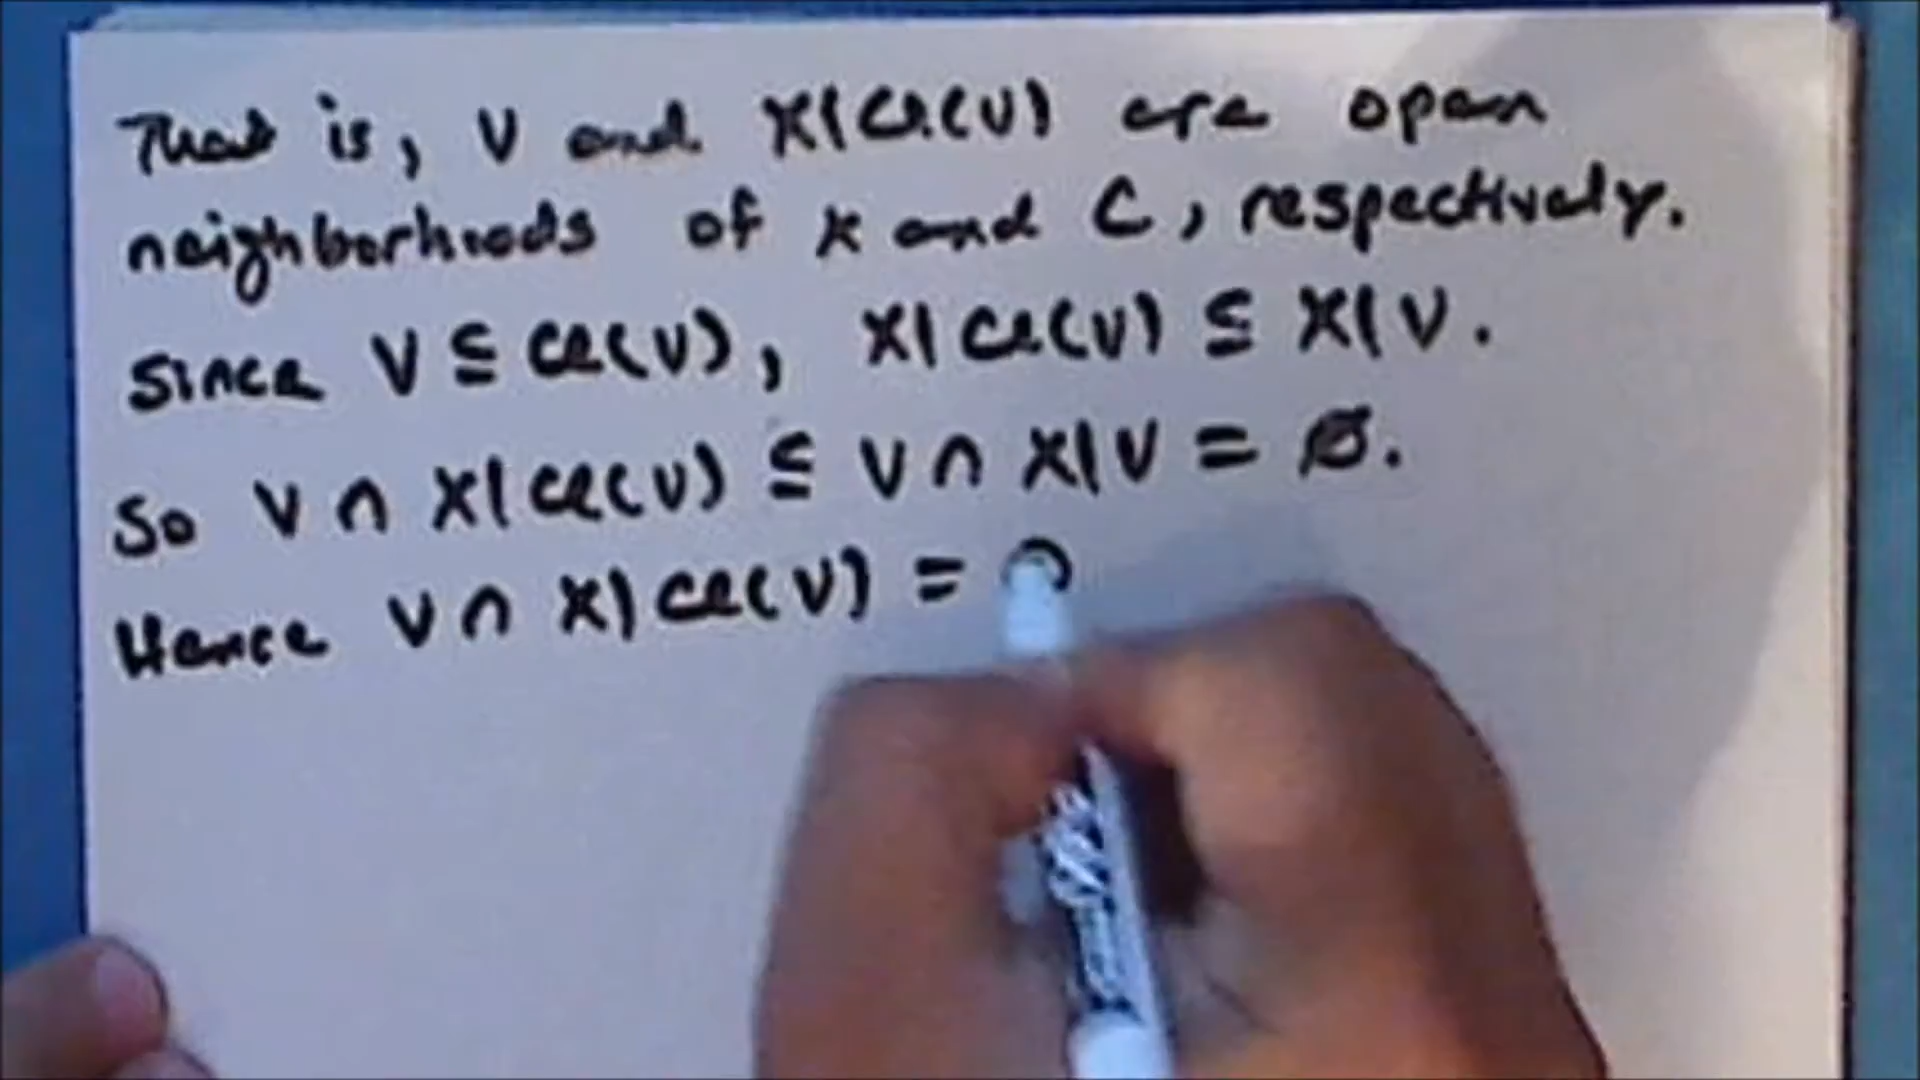 That is, V and X\Cl(V) are open
neighborhoods of x and C, respectively.
Since V ⊆ Cl(V), X\Cl(V) ⊆ X\V.
So V ∩ X\Cl(V) ⊆ V ∩ X\V = Ø.
Hence V ∩ X\Cl(V) =